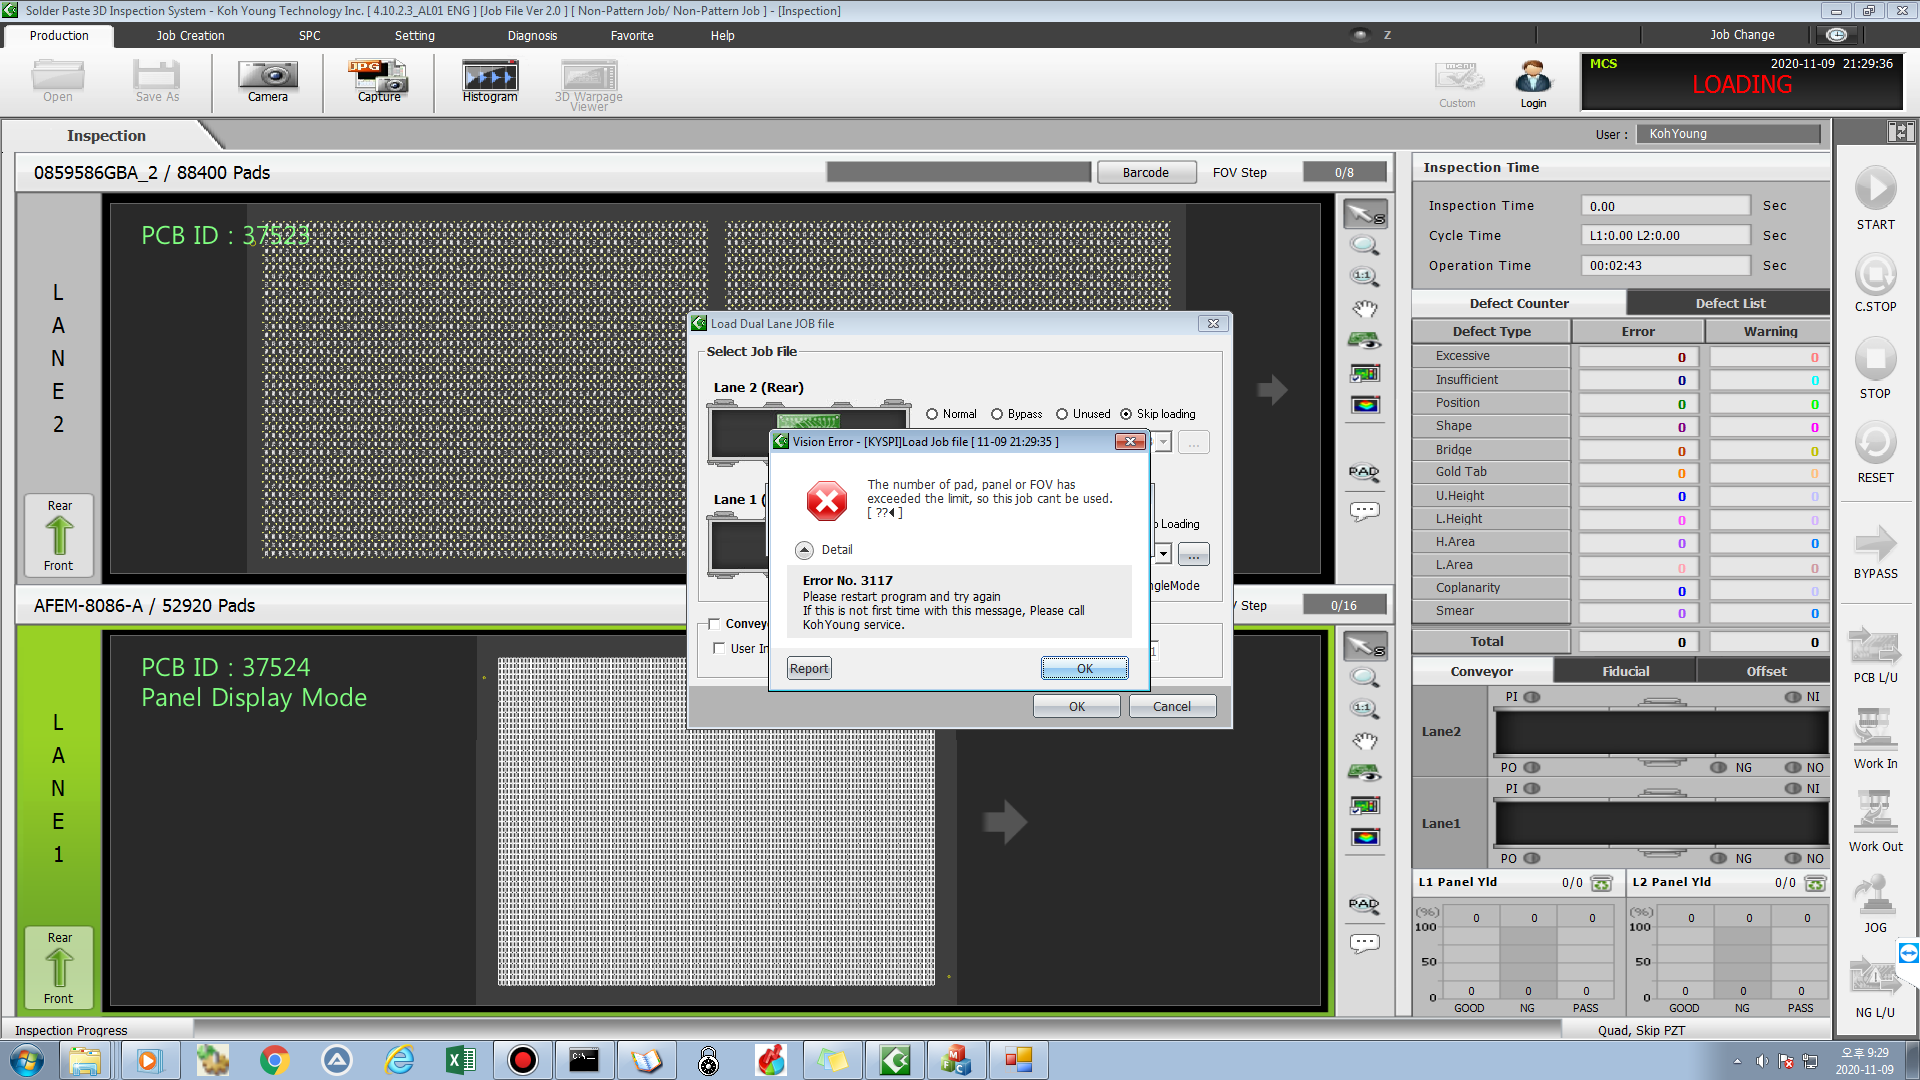 Solder Paste 3D Inspection System - Koh Young Technology Inc. [ 4.10.2.3_AL01 ENG ] [Job File Ver 2.0 ] [ Non-Pattern Job/ Non-Pattern Job ] - [Inspection]
Production
Job Creation
SPC
Setting
Diagnosis
Favorite
Help
Z
Job Change
Open
Save As
Camera
JPG
Capture
Histogram
3D Warpage
Viewer
menu
Custom
Login
MCS
2020-11-09 21:29:36
LOADING
Inspection
User :
KohYoung
0859586GBA_2 / 88400 Pads
Barcode
FOV Step
0/8
LANE2
PCB ID : 37523
Rear
Front
S
1:1
PAD
Inspection Time
Inspection Time
0.00
Sec
Cycle Time
L1:0.00 L2:0.00
Sec
Operation Time
00:02:43
Sec
Defect Counter
Defect List
Defect Type
Error
Warning
Excessive
0
0
Insufficient
0
0
Position
0
0
Shape
0
0
Bridge
0
0
Gold Tab
0
0
U.Height
0
0
L.Height
0
0
H.Area
0
0
L.Area
0
0
Coplanarity
0
0
Smear
0
0
Total
0
0
START
C.STOP
STOP
RESET
BYPASS
PCB L/U
Work In
Work Out
JOG
NG L/U
Load Dual Lane JOB file
Select Job File
Lane 2 (Rear)
Normal
Bypass
Unused
Skip loading
...
Lane 1 (
Loading
...
ngleMode
Convey
User In
1
OK
Cancel
Vision Error - [KYSPI]Load Job file [ 11-09 21:29:35 ]
The number of pad, panel or FOV has
exceeded the limit, so this job cant be used.
[ ??◀ ]
Detail
Error No. 3117
Please restart program and try again
If this is not first time with this message, Please call
KohYoung service.
Report
OK
AFEM-8086-A / 52920 Pads
Step
0/16
LANE1
PCB ID : 37524
Panel Display Mode
Rear
Front
S
1:1
PAD
Conveyor
Fiducial
Offset
Lane2
PI
NI
PO
NG
NO
Lane1
PI
NI
PO
NG
NO
L1 Panel Yld
0/0
L2 Panel Yld
0/0
(%)
100
50
0
0
0
0
0
0
0
GOOD
NG
PASS
(%)
100
50
0
0
0
0
0
0
0
GOOD
NG
PASS
Inspection Progress
Quad, Skip PZT
오후 9:29
2020-11-09